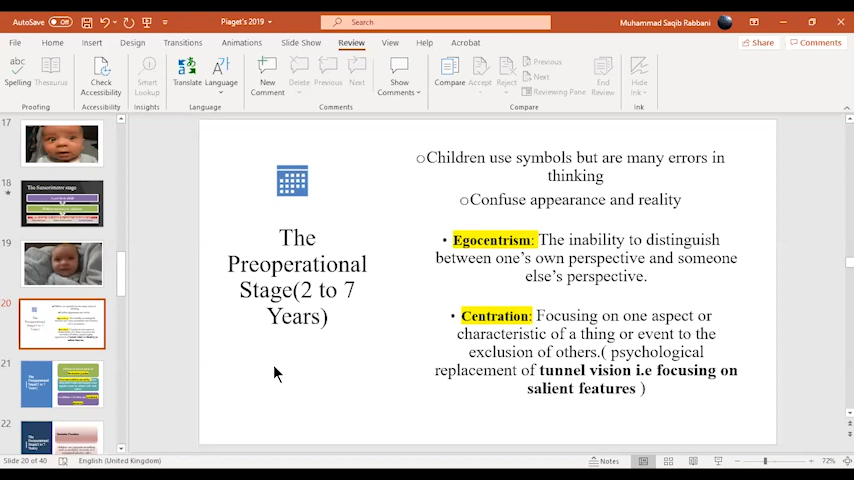 AutoSave Off
Piaget's 2019
Search
Muhammad Saqib Rabbani
File Home Insert Draw Design Transitions Animations Slide Show Review View Help Acrobat
Share Comments
Spelling
Thesaurus
Check Accessibility
Smart Lookup
Translate
Language
New Comment
Delete
Previous
Next
Show Comments
Compare
Accept
Reject
Previous
Next
Reviewing Pane
End Review
Hide Ink
Proofing
Accessibility
Insights
Language
Comments
Compare
Ink
17
18
The Sensorimotor stage
19
20
21
22
The
Preoperational
Stage(2 to 7
Years)
oChildren use symbols but are many errors in
thinking
oConfuse appearance and reality
• Egocentrism: The inability to distinguish
between one's own perspective and someone
else's perspective.
• Centration: Focusing on one aspect or
characteristic of a thing or event to the
exclusion of others.( psychological
replacement of tunnel vision i.e focusing on
salient features )
Slide 20 of 40
English (United Kingdom)
Notes
72%